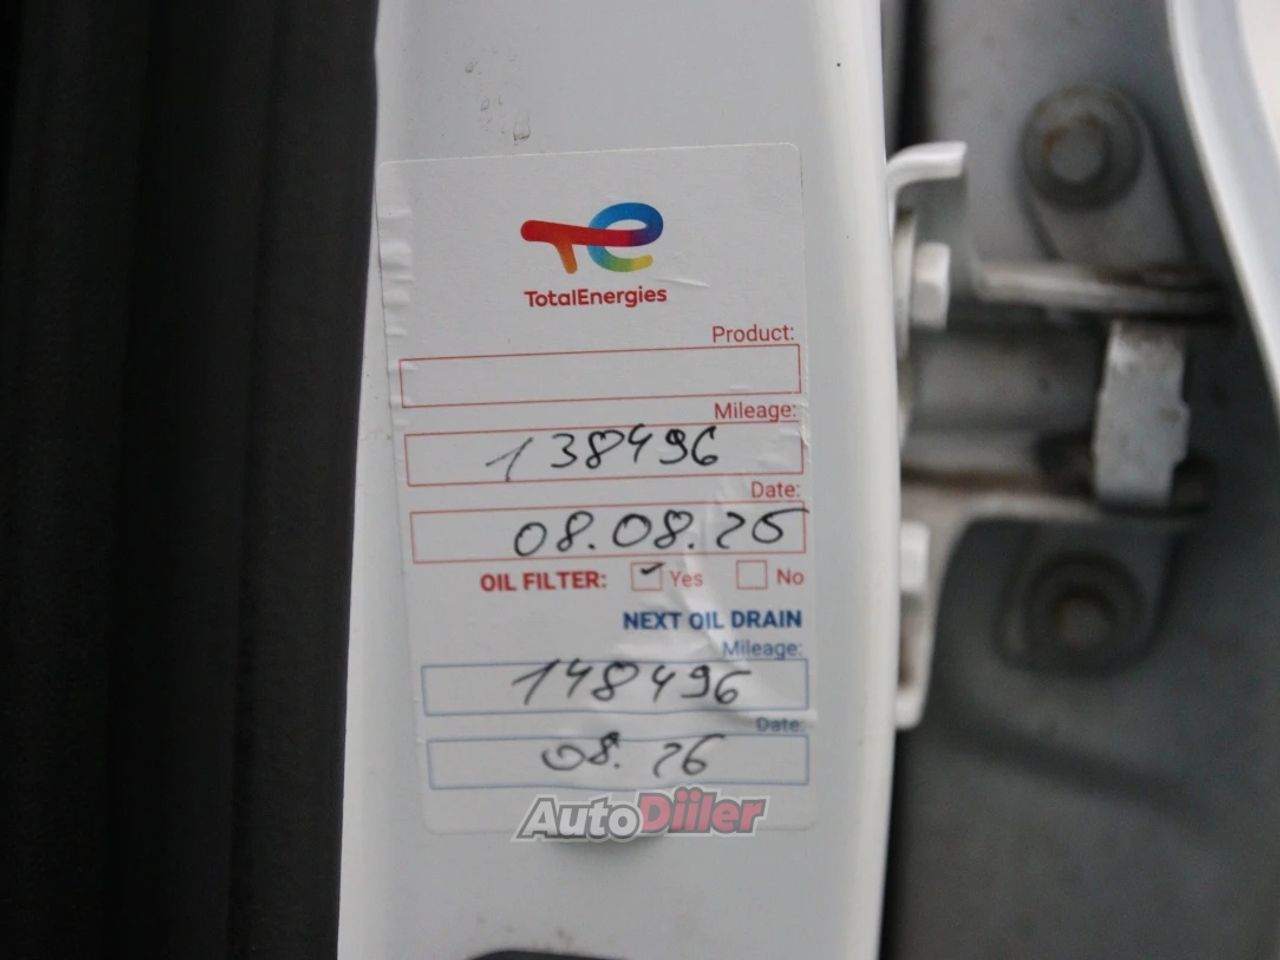 TotalEnergies
Product:
Mileage:
138496
Date:
08.08.25
OIL FILTER: Yes No
NEXT OIL DRAIN
Mileage:
148496
Date:
08. 26
AutoDiiler